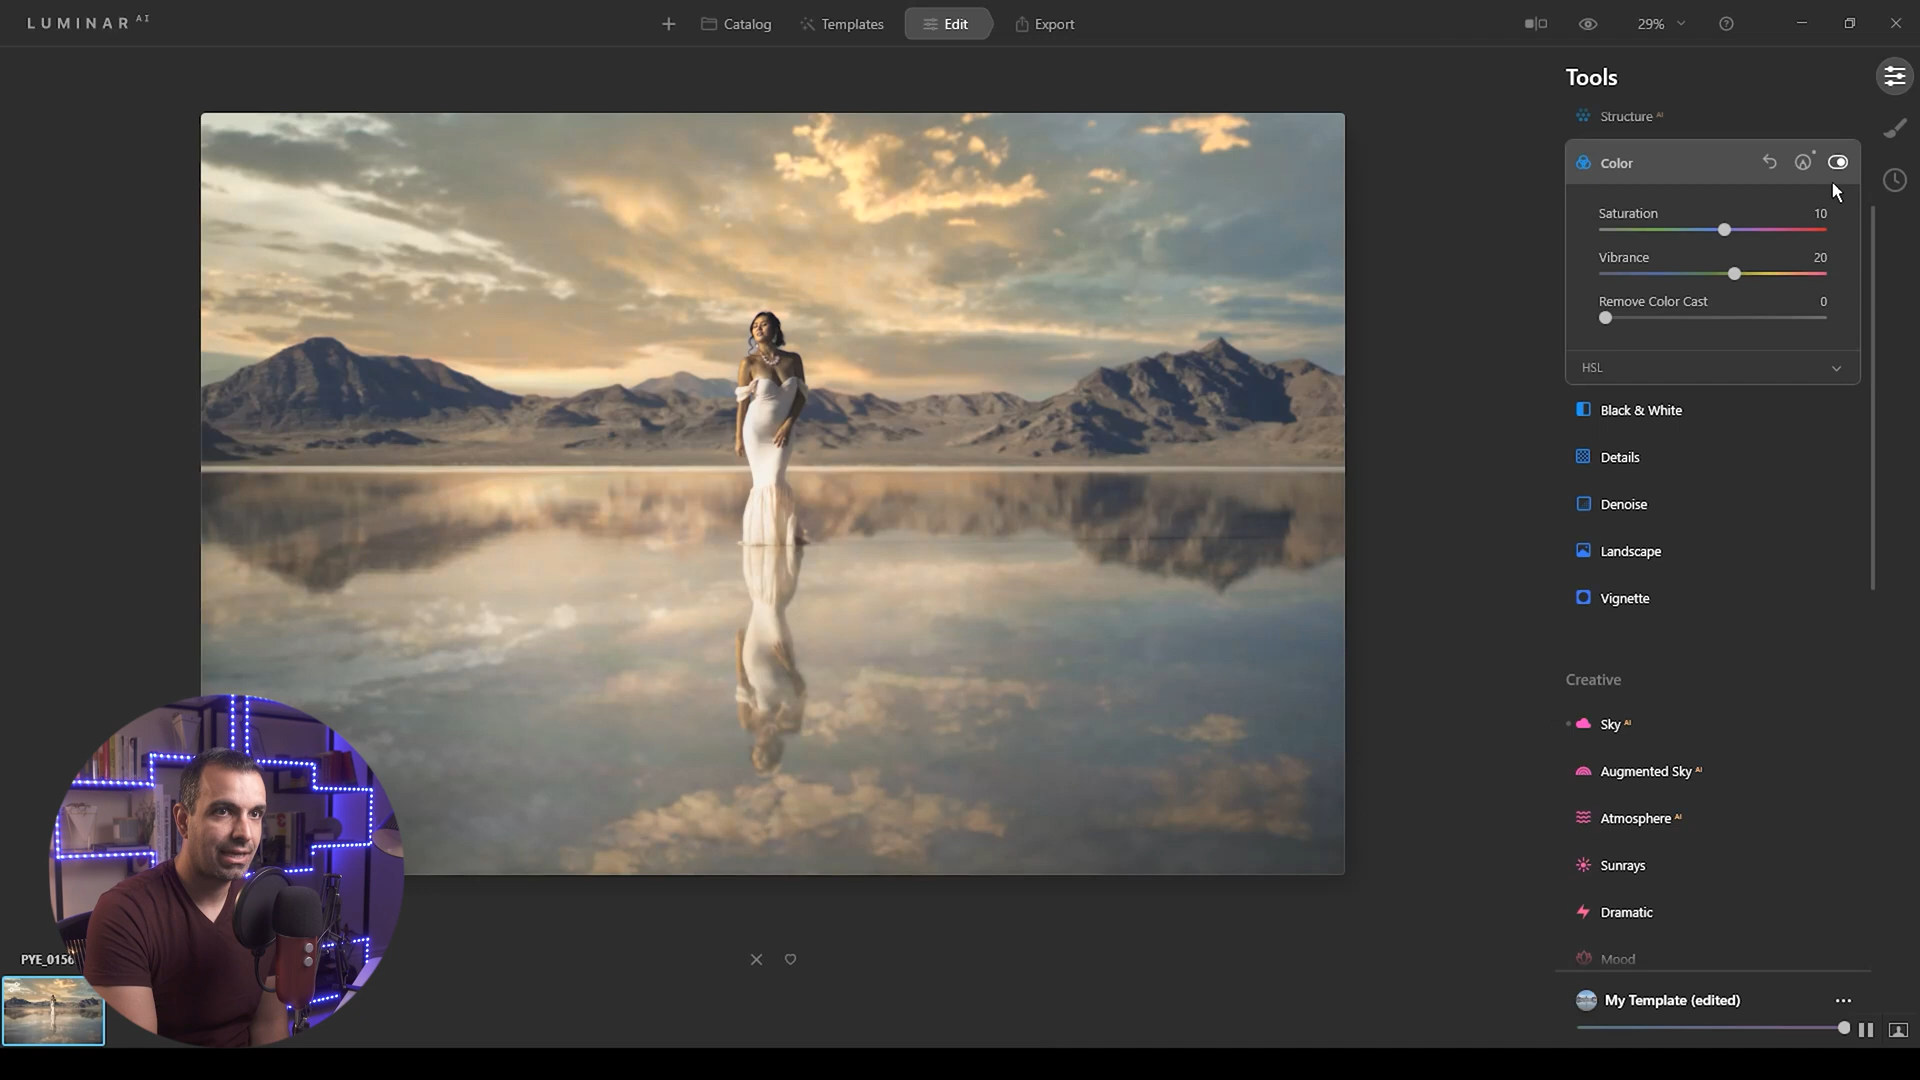 LUMINAR AI
Catalog
Templates
Edit
Export
29%
Tools
Structure AI
Color
Saturation 10
Vibrance 20
Remove Color Cast 0
HSL
Black & White
Details
Denoise
Landscape
Vignette
Creative
Sky AI
Augmented Sky AI
Atmosphere AI
Sunrays
Dramatic
Mood
PYE_0156
My Template (edited)